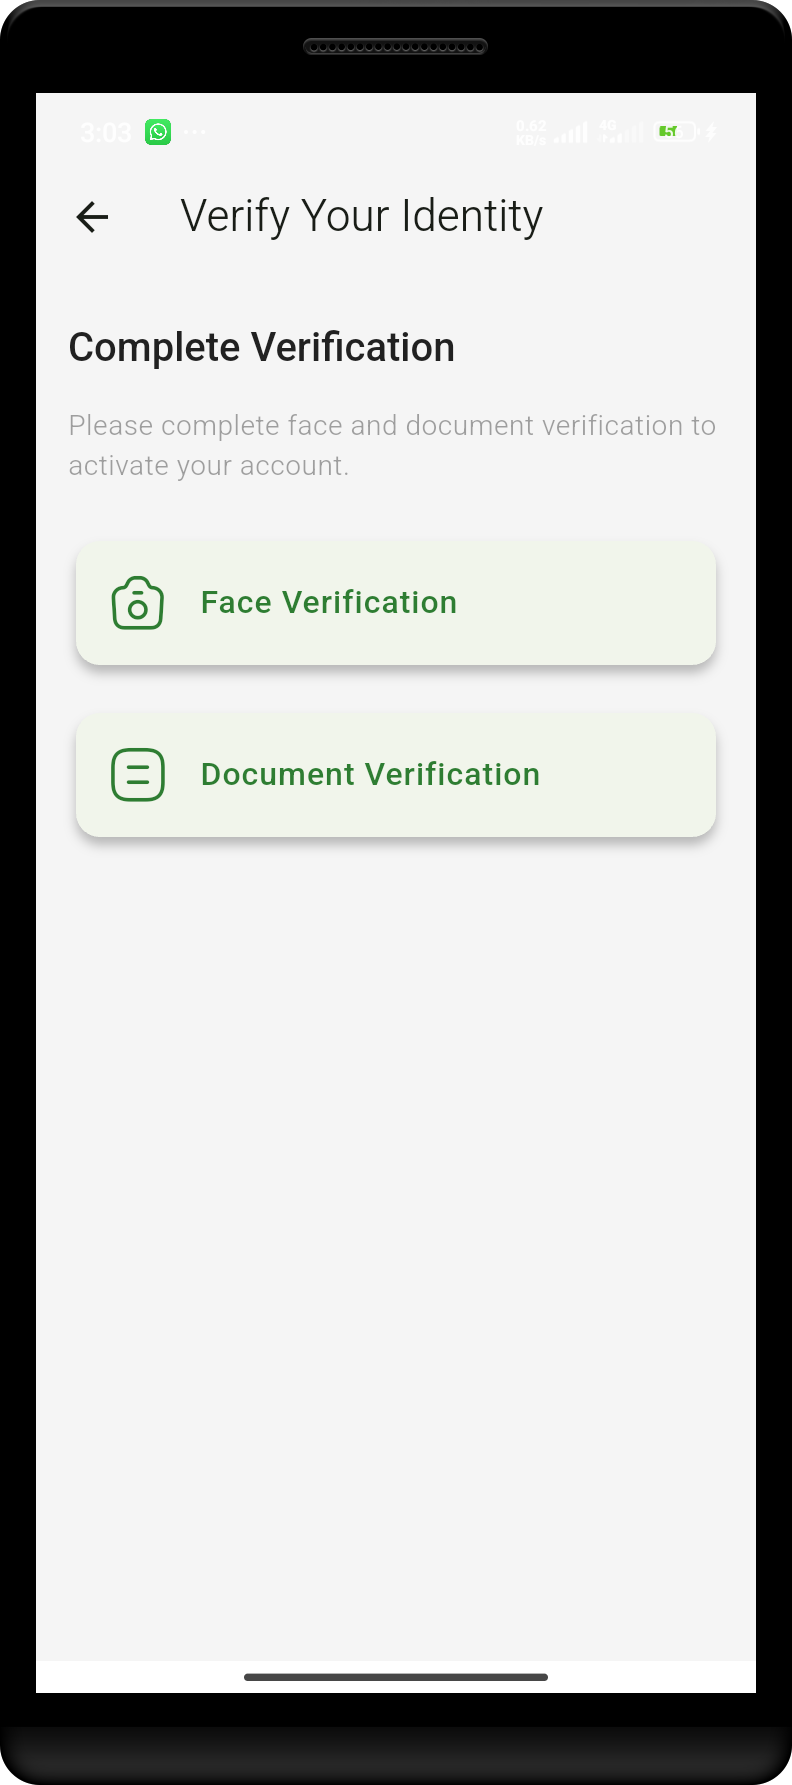 3:03
0.62
KB/s
4G
56
Verify Your Identity
Complete Verification
Please complete face and document verification to
activate your account.
Face Verification
Document Verification